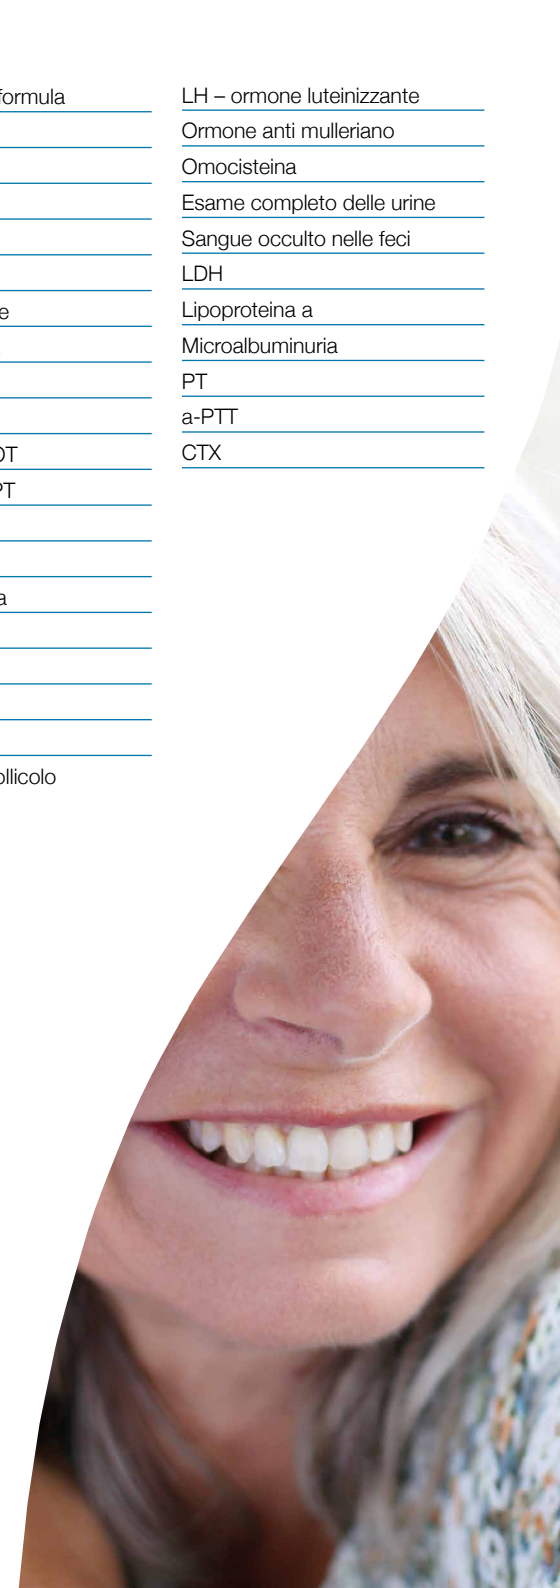 formula
e
OT
PT
a
ollicolo
LH – ormone luteinizzante
Ormone anti mulleriano
Omocisteina
Esame completo delle urine
Sangue occulto nelle feci
LDH
Lipoproteina a
Microalbuminuria
PT
a-PTT
CTX